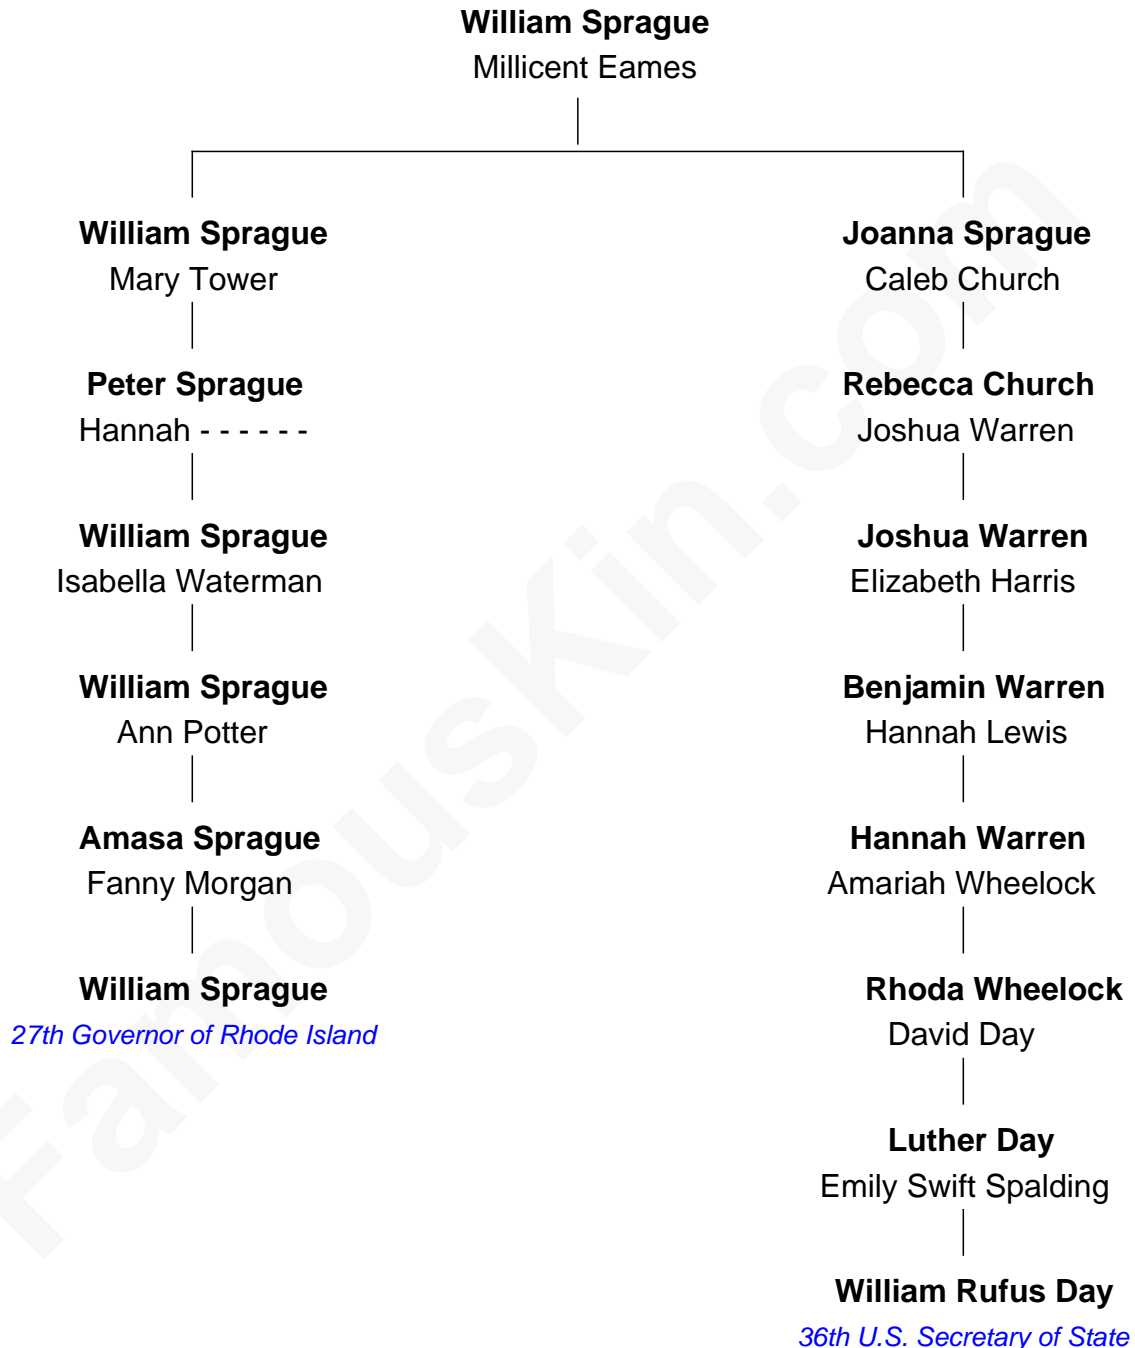 William Sprague
Millicent Eames
William Sprague
Mary Tower
Peter Sprague
Hannah - - - - - -
William Sprague
Isabella Waterman
William Sprague
Ann Potter
Amasa Sprague
Fanny Morgan
William Sprague
27th Governor of Rhode Island
Joanna Sprague
Caleb Church
Rebecca Church
Joshua Warren
Joshua Warren
Elizabeth Harris
Benjamin Warren
Hannah Lewis
Hannah Warren
Amariah Wheelock
Rhoda Wheelock
David Day
Luther Day
Emily Swift Spalding
William Rufus Day
36th U.S. Secretary of State
FamousKin.com